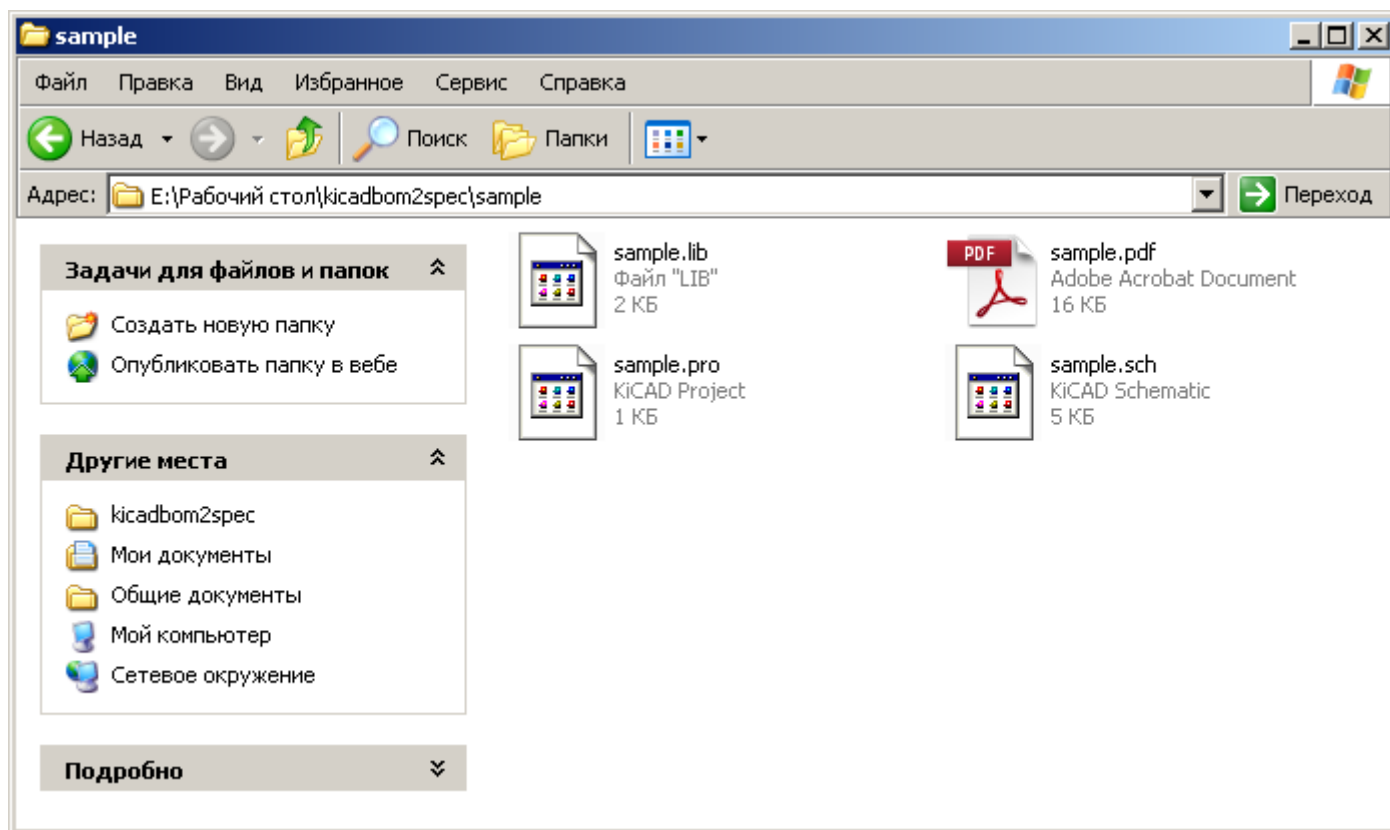 sample
Файл Правка Вид Избранное Сервис Справка
Назад Поиск Папки
Адрес: E:\Рабочий стол\kicadbom2spec\sample Переход
Задачи для файлов и папок
Создать новую папку
Опубликовать папку в вебе
Другие места
kicadbom2spec
Мои документы
Общие документы
Мой компьютер
Сетевое окружение
Подробно
sample.lib
Файл "LIB"
2 КБ
PDF
sample.pdf
Adobe Acrobat Document
16 КБ
sample.pro
KiCAD Project
1 КБ
sample.sch
KiCAD Schematic
5 КБ